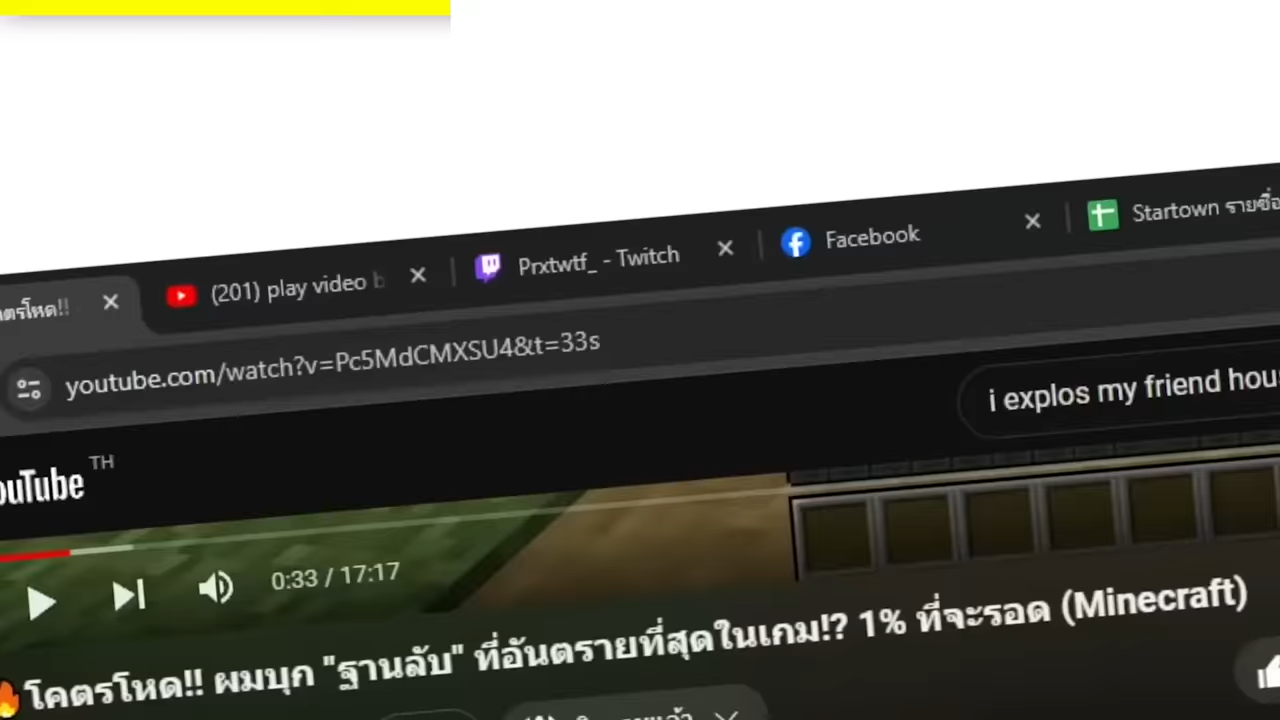 โหด!!
(201) play video
Prxtwtf_ - Twitch
Facebook
Startown รายชื่อ
youtube.com/watch?v=Pc5MdCMXSU4&t=33s
i explos my friend
TH
0:33 / 17:17
🔥โคตรโหด!! ผมบุก "ฐานลับ" ที่อันตรายที่สุดในเกม!? 1% ที่จะรอด (Minecraft)